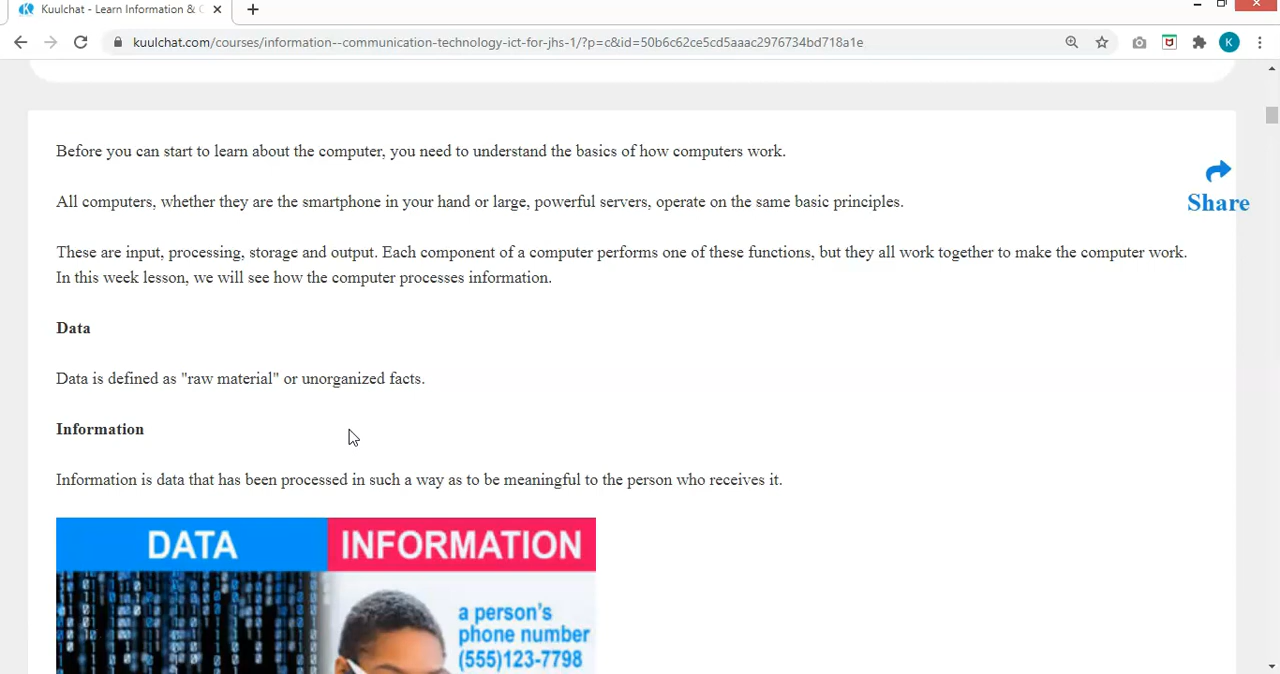 Kuulchat - Learn Information &
kuulchat.com/courses/information--communication-technology-ict-for-jhs-1/?p=c&id=50b6c62ce5cd5aaac2976734bd718a1e
K
Before you can start to learn about the computer, you need to understand the basics of how computers work.
Share
All computers, whether they are the smartphone in your hand or large, powerful servers, operate on the same basic principles.
These are input, processing, storage and output. Each component of a computer performs one of these functions, but they all work together to make the computer work.
In this week lesson, we will see how the computer processes information.
Data
Data is defined as "raw material" or unorganized facts.
Information
Information is data that has been processed in such a way as to be meaningful to the person who receives it.
DATA INFORMATION
a person's
phone number
(555)123-7798